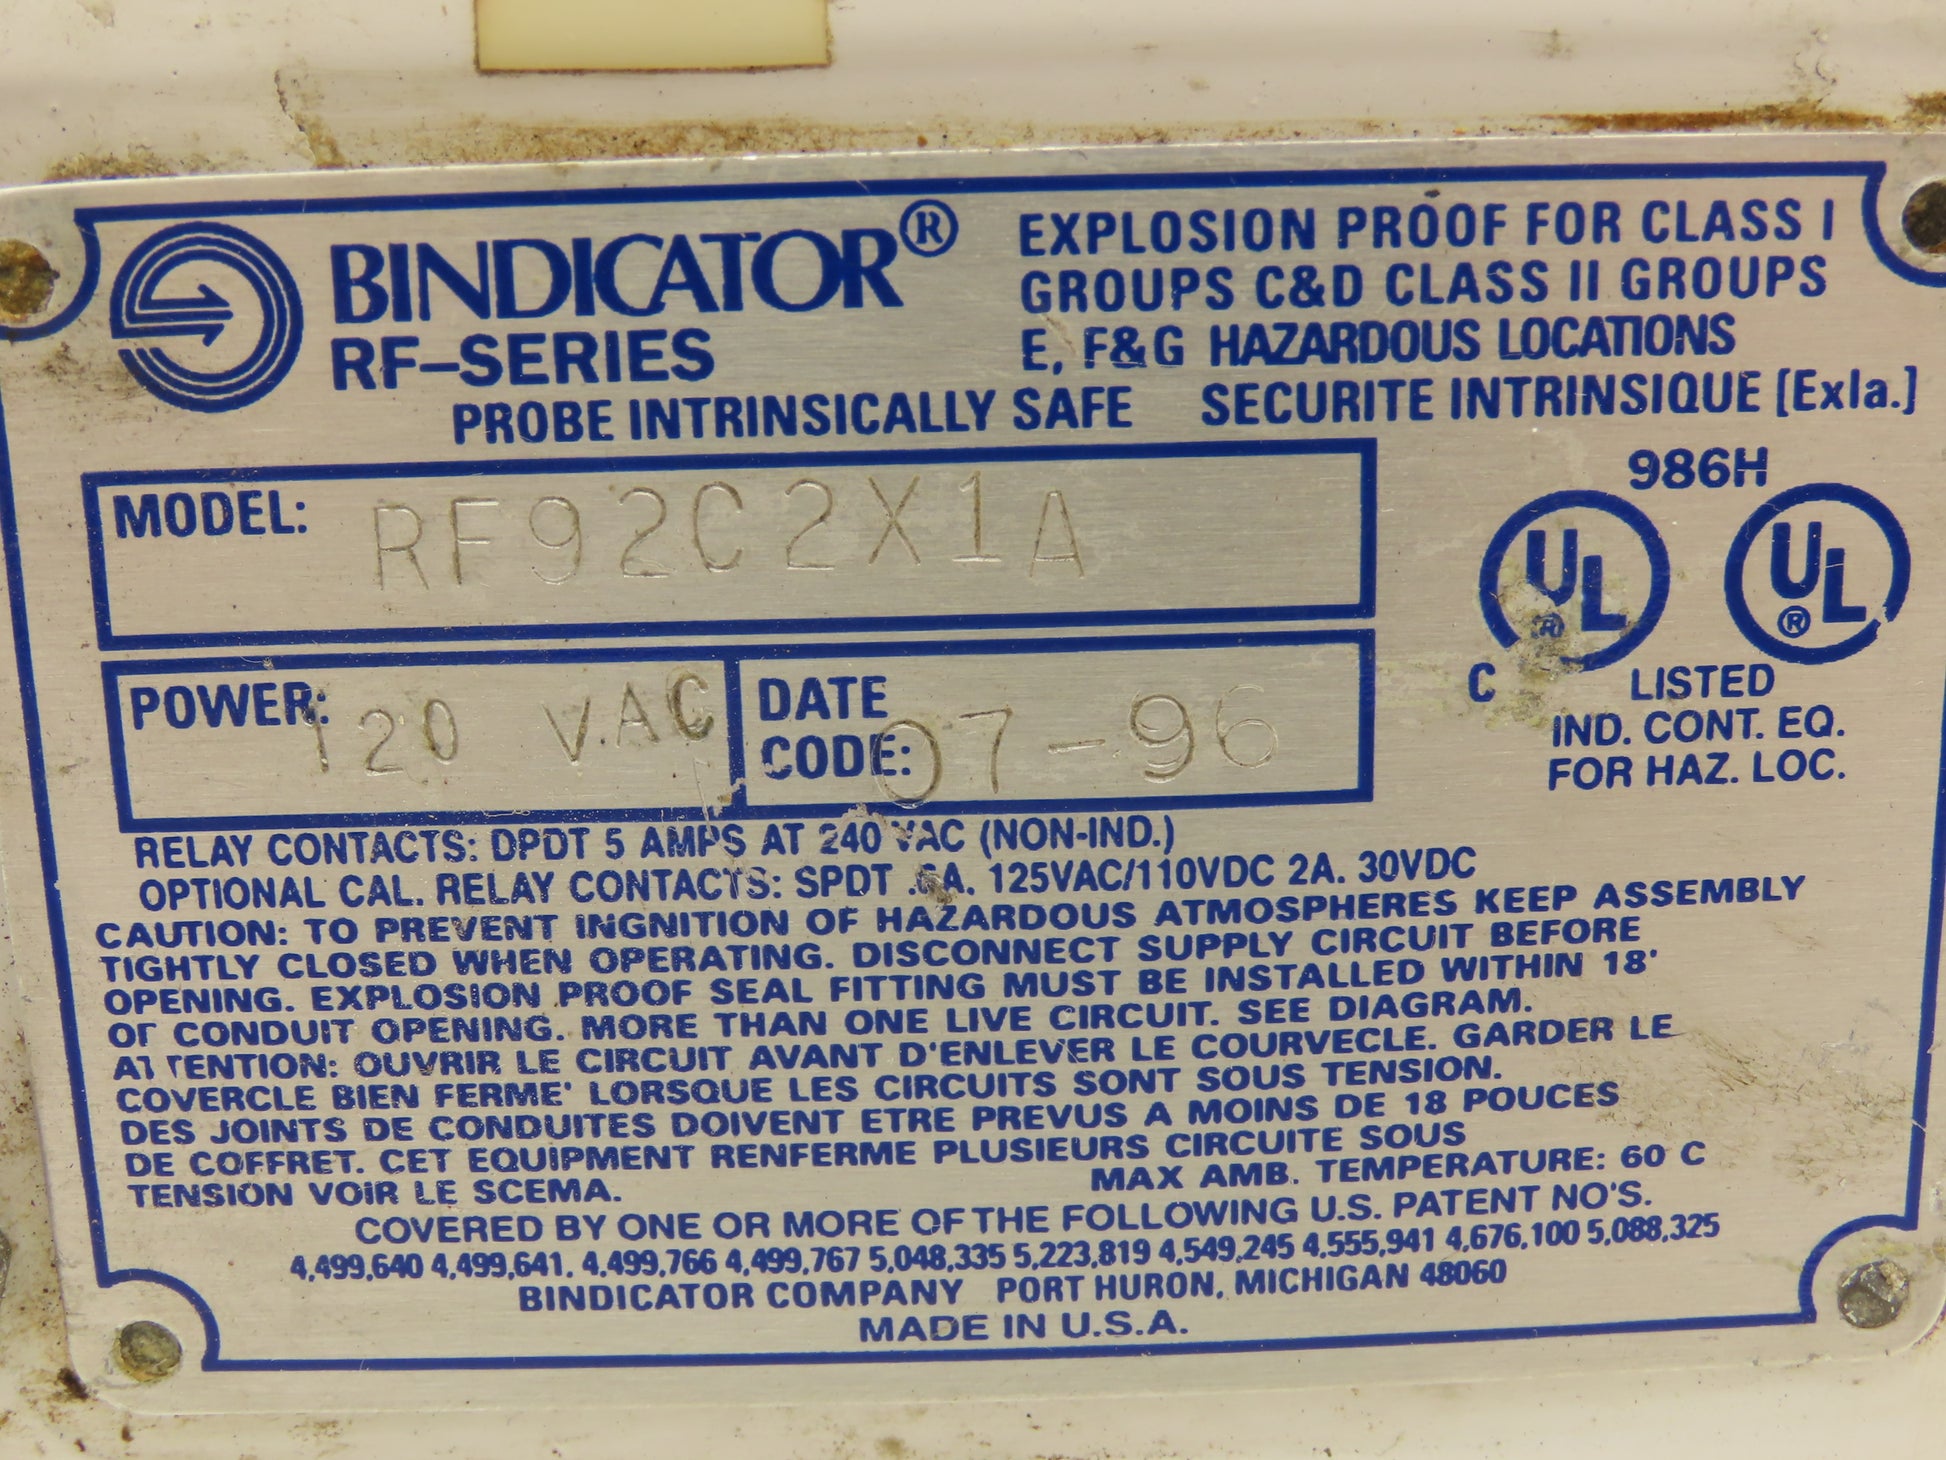 BINDICATOR®
RF-SERIES
EXPLOSION PROOF FOR CLASS I
GROUPS C&D CLASS II GROUPS
E, F&G HAZARDOUS LOCATIONS
PROBE INTRINSICALLY SAFE SECURITE INTRINSIQUE [ExIa.]
MODEL: RF92C2X1A
986H
UL® UL®
C LISTED
IND. CONT. EQ.
FOR HAZ. LOC.
POWER: 120 VAC
DATE
CODE: 07-96
RELAY CONTACTS: DPDT 5 AMPS AT 240 VAC (NON-IND.)
OPTIONAL CAL. RELAY CONTACTS: SPDT 125VAC/110VDC 2A. 30VDC
CAUTION: TO PREVENT INGNITION OF HAZARDOUS ATMOSPHERES KEEP ASSEMBLY
TIGHTLY CLOSED WHEN OPERATING. DISCONNECT SUPPLY CIRCUIT BEFORE
OPENING. EXPLOSION PROOF SEAL FITTING MUST BE INSTALLED WITHIN 18'
OF CONDUIT OPENING. MORE THAN ONE LIVE CIRCUIT. SEE DIAGRAM.
ATTENTION: OUVRIR LE CIRCUIT AVANT D'ENLEVER LE COURVECLE. GARDER LE
COVERCLE BIEN FERME' LORSQUE LES CIRCUITS SONT SOUS TENSION.
DES JOINTS DE CONDUITES DOIVENT ETRE PREVUS A MOINS DE 18 POUCES
DE COFFRET. CET EQUIPMENT RENFERME PLUSIEURS CIRCUITE SOUS
TENSION VOIR LE SCEMA. MAX AMB. TEMPERATURE: 60 C
COVERED BY ONE OR MORE OF THE FOLLOWING U.S. PATENT NO'S.
4,499,640 4,499,641. 4,499,766 4,499,767 5,048,335 5,223,819 4,549,245 4,555,941 4,676,100 5,088,325
BINDICATOR COMPANY PORT HURON, MICHIGAN 48060
MADE IN U.S.A.